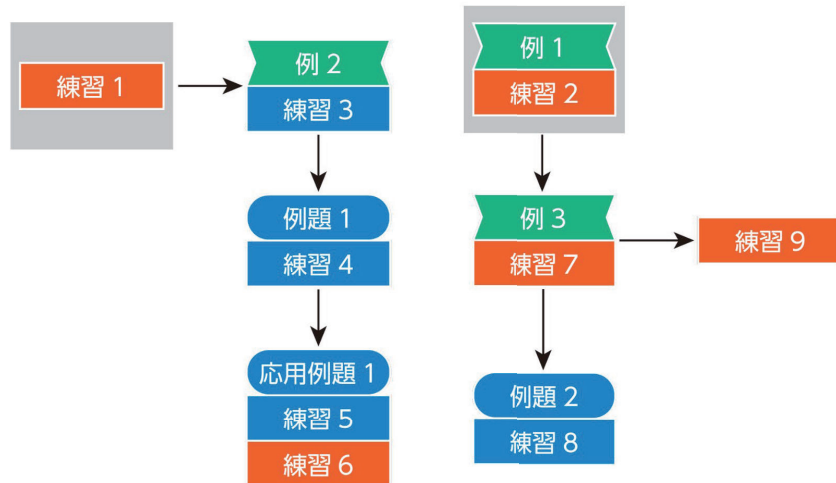 練習 1
例 2
練習 3
例題 1
練習 4
応用例題 1
練習 5
練習 6
例 1
練習 2
例 3
練習 7
練習 9
例題 2
練習 8